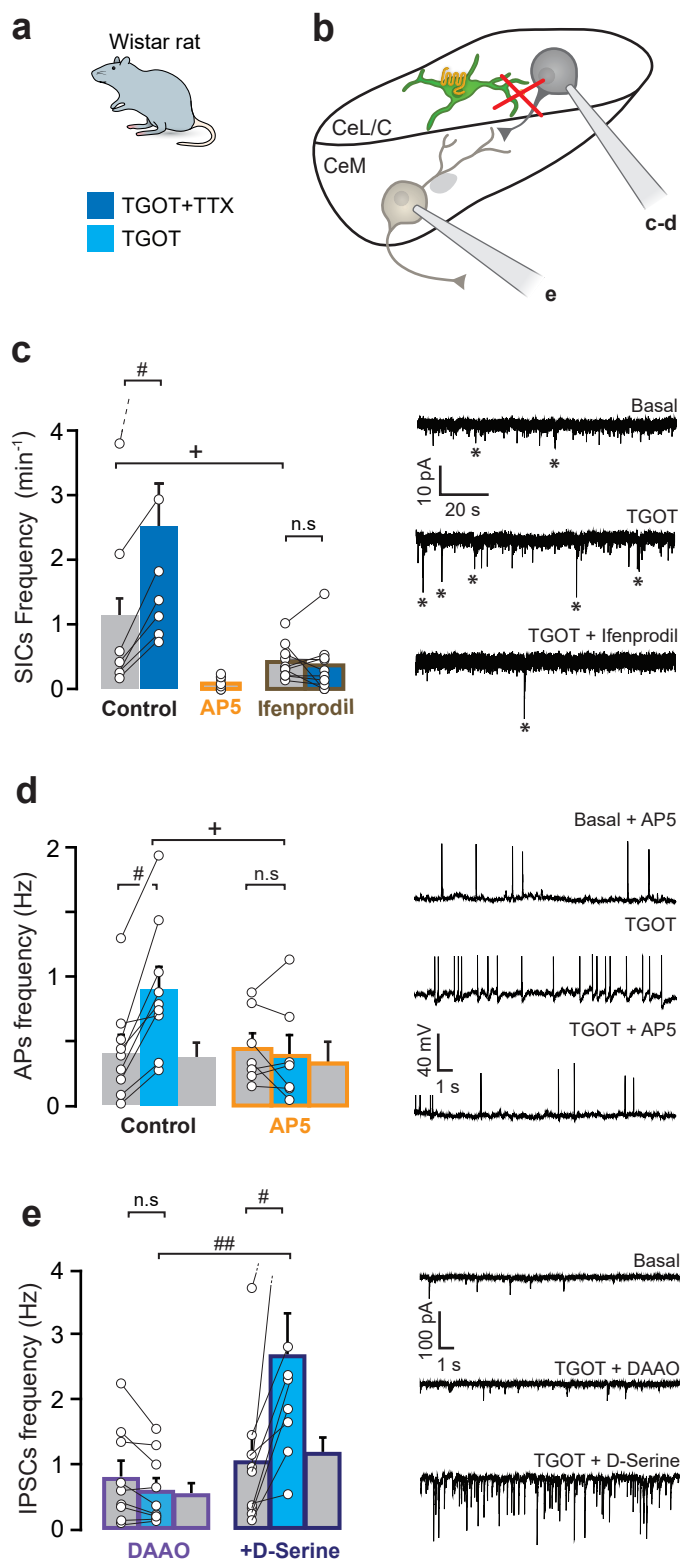 a
Wistar rat
TGOT+TTX
TGOT
b
CeL/C
CeM
c-d
e
c
#
+
n.s
SICs Frequency (min⁻¹)
4
3
2
1
0
Control
AP5
Ifenprodil
Basal
*
*
10 pA
20 s
TGOT
*
*
*
*
*
TGOT + Ifenprodil
*
d
+
#
n.s
APs frequency (Hz)
2
1
0
Control
AP5
Basal + AP5
TGOT
TGOT + AP5
40 mV
1 s
e
n.s
#
##
IPSCs frequency (Hz)
4
3
2
1
0
DAAO
+D-Serine
Basal
100 pA
1 s
TGOT + DAAO
TGOT + D-Serine